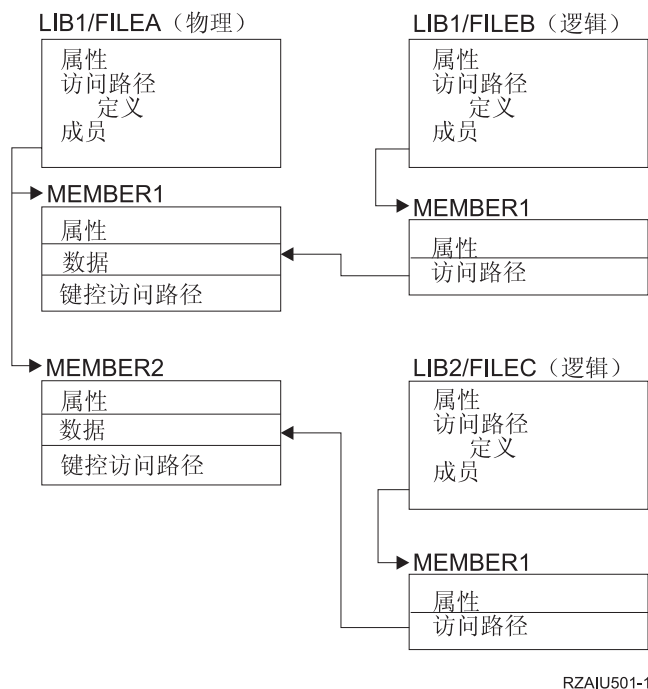 LIB1/FILEA（物理）
属性
访问路径
定义
成员
MEMBER1
属性
数据
键控访问路径
MEMBER2
属性
数据
键控访问路径
LIB1/FILEB（逻辑）
属性
访问路径
定义
成员
MEMBER1
属性
访问路径
LIB2/FILEC（逻辑）
属性
访问路径
定义
成员
MEMBER1
属性
访问路径
RZAIU501-1